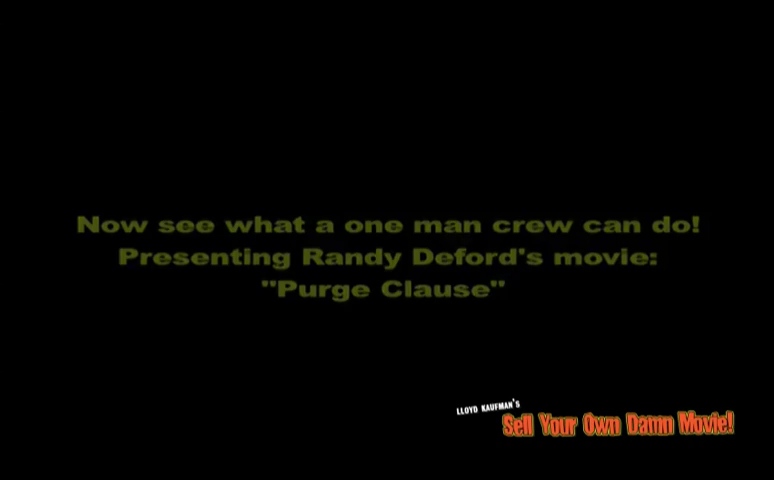 Now see what a one man crew can do!
Presenting Randy Deford's movie:
"Purge Clause"
LLOYD KAUFMAN'S
Sell Your Own Damn Movie!